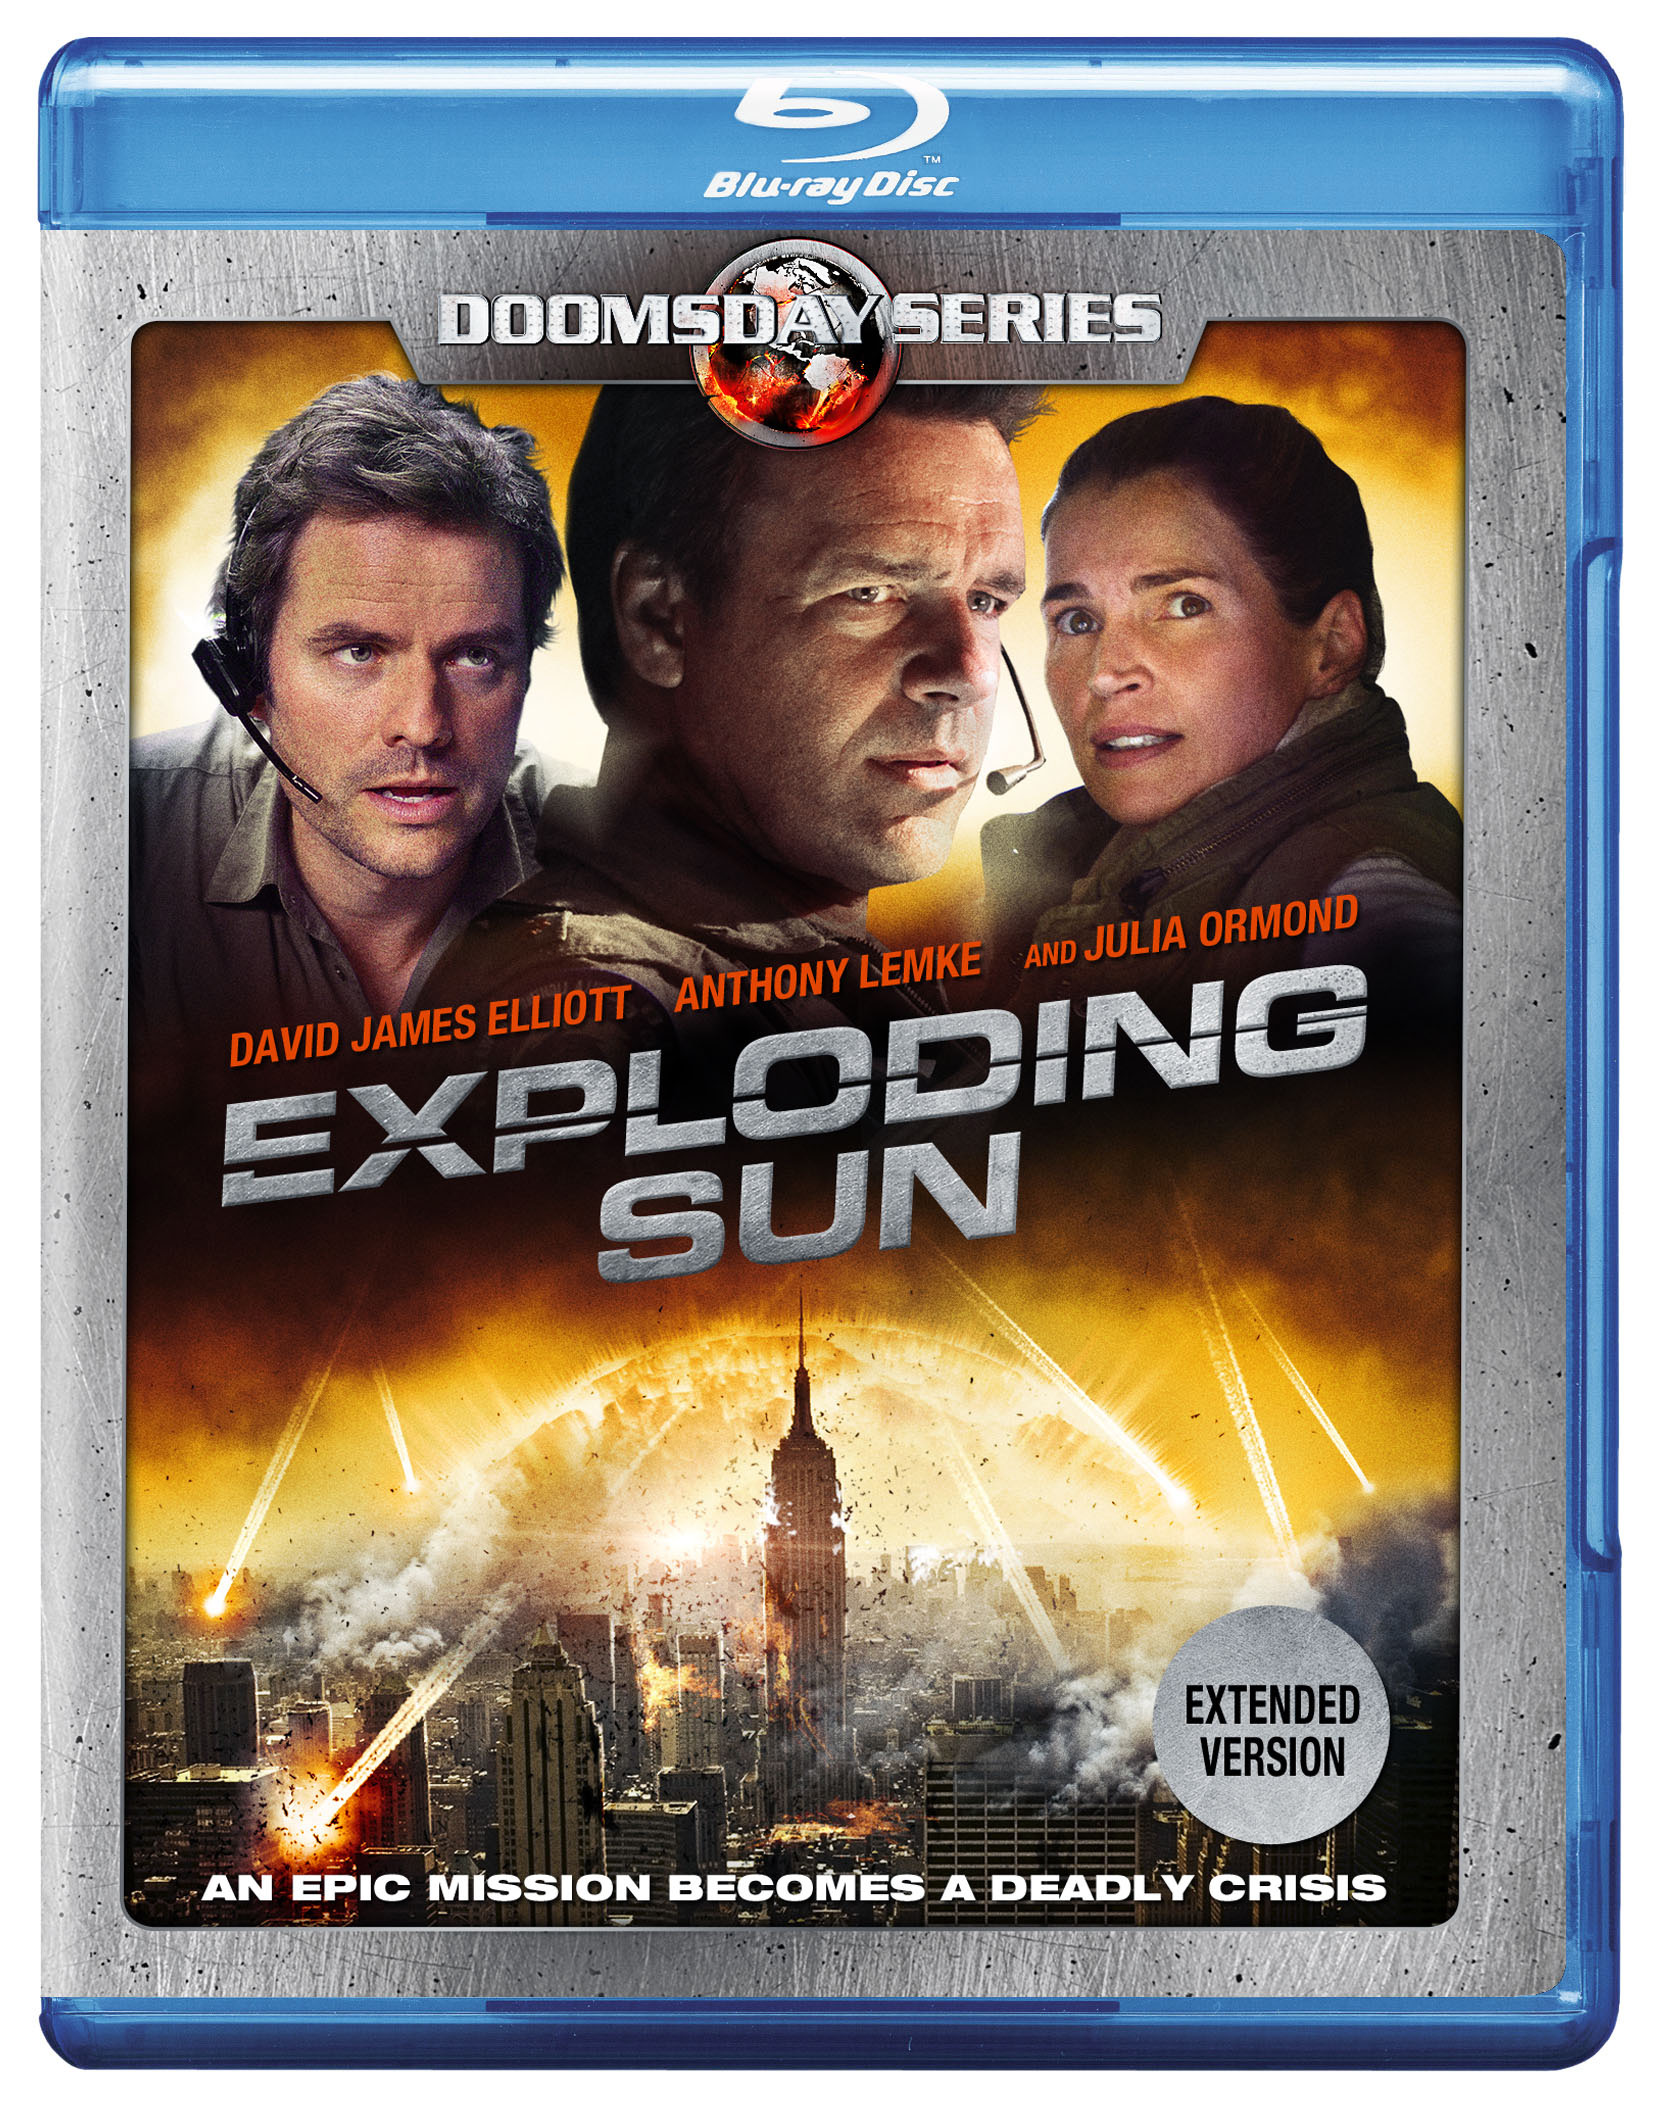 Blu-ray Disc™
DOOMSDAY SERIES
DAVID JAMES ELLIOTT ANTHONY LEMKE AND JULIA ORMOND
EXPLODING
SUN
EXTENDED
VERSION
AN EPIC MISSION BECOMES A DEADLY CRISIS